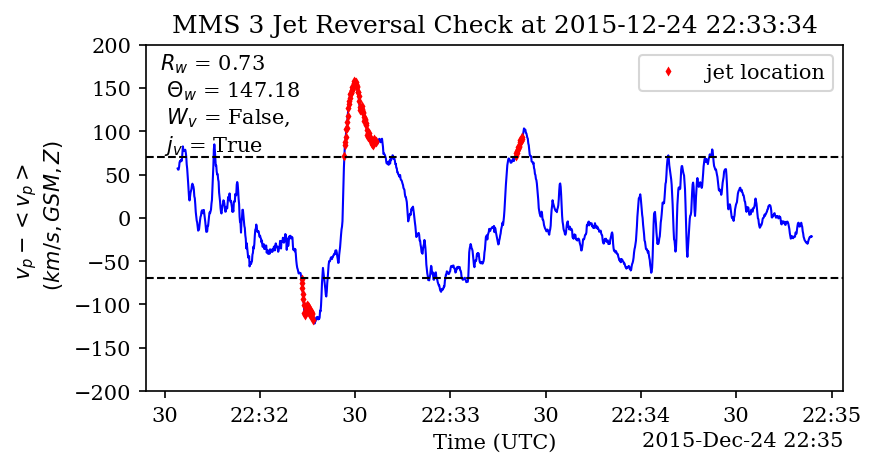 MMS 3 Jet Reversal Check at 2015-12-24 22:33:34
200
150
100
50
0
−50
−100
−150
−200
v_p − < v_p >
(km/s, GSM, Z)
R_w = 0.73
Θ_w = 147.18
W_v = False,
j_v = True
jet location
30 22:32 30 22:33 30 22:34 30 22:35
Time (UTC)
2015-Dec-24 22:35